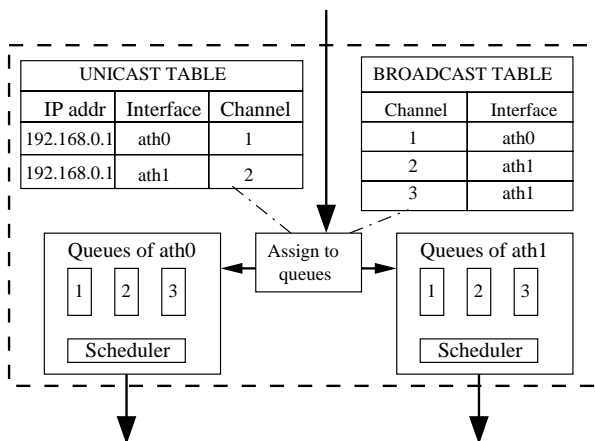 UNICAST TABLE
IP addr Interface Channel
192.168.0.1 ath0 1
192.168.0.1 ath1 2
BROADCAST TABLE
Channel Interface
1 ath0
2 ath1
3 ath1
Assign to
queues
Queues of ath0
1 2 3
Scheduler
Queues of ath1
1 2 3
Scheduler